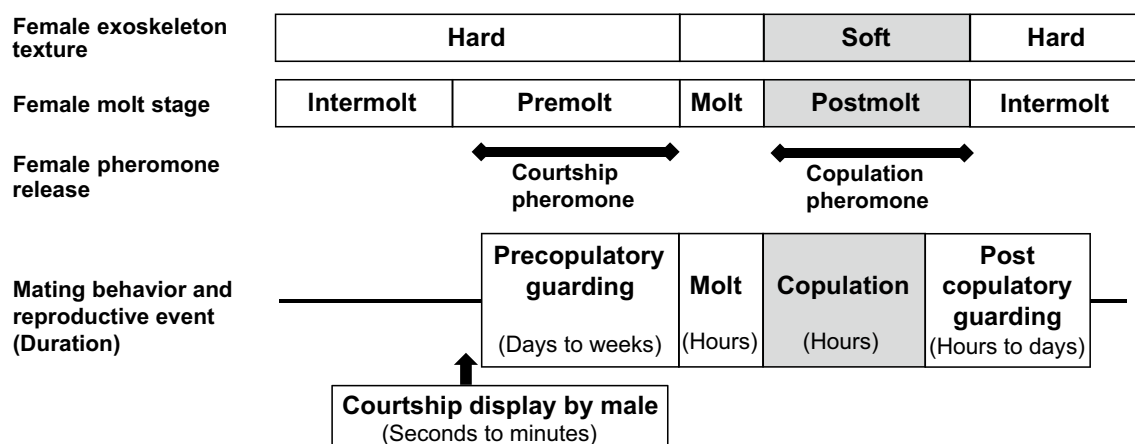 Female exoskeleton
texture
Hard
Soft
Hard
Female molt stage
Intermolt
Premolt
Molt
Postmolt
Intermolt
Female pheromone
release
Courtship
pheromone
Copulation
pheromone
Mating behavior and
reproductive event
(Duration)
Precopulatory
guarding
(Days to weeks)
Molt
(Hours)
Copulation
(Hours)
Post
copulatory
guarding
(Hours to days)
Courtship display by male
(Seconds to minutes)